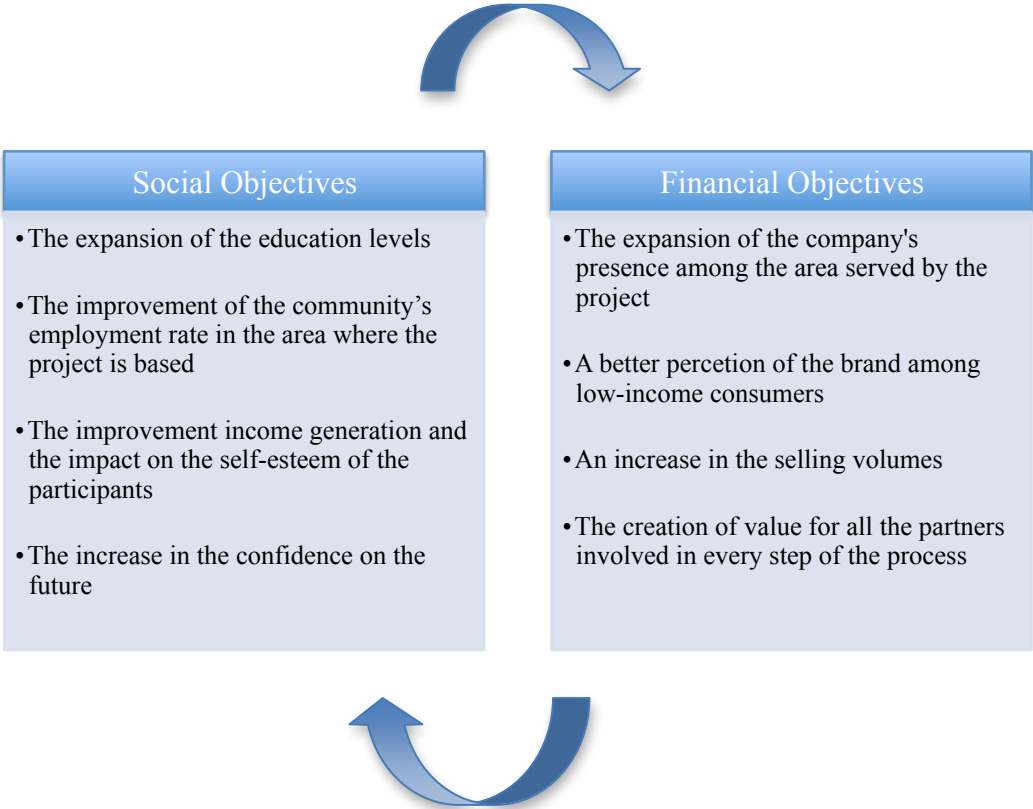 Social Objectives
•The expansion of the education levels
•The improvement of the community’s
employment rate in the area where the
project is based
•The improvement income generation and
the impact on the self-esteem of the
participants
•The increase in the confidence on the
future
Financial Objectives
•The expansion of the company's
presence among the area served by the
project
•A better percetion of the brand among
low-income consumers
•An increase in the selling volumes
•The creation of value for all the partners
involved in every step of the process